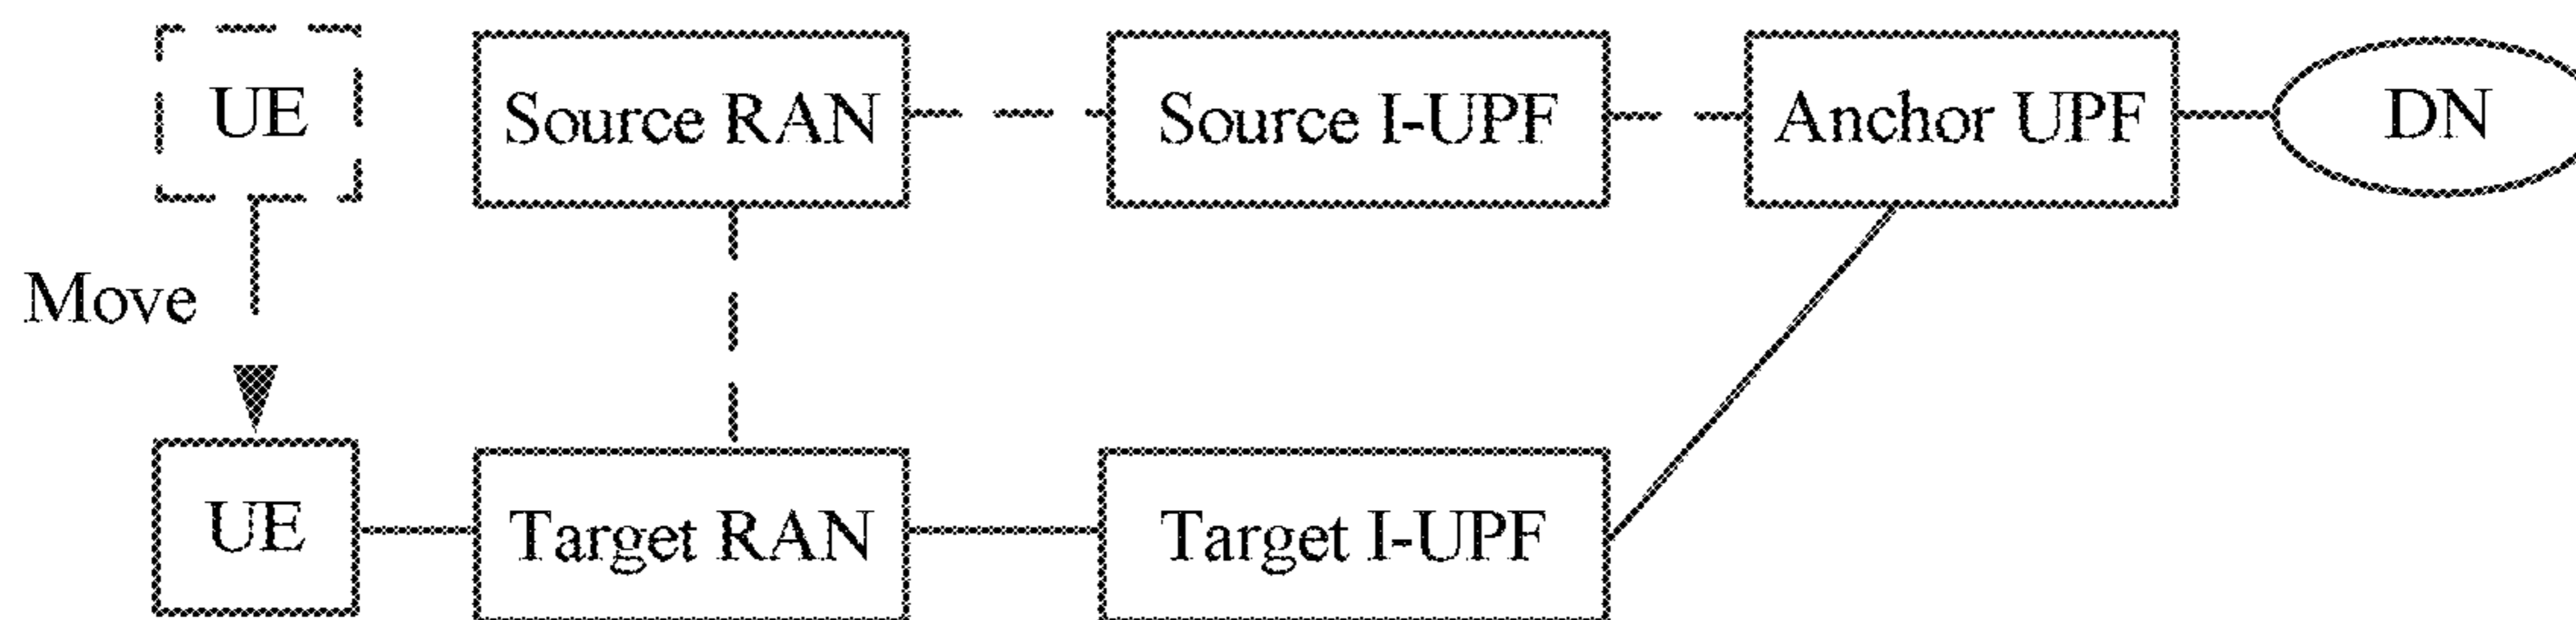 UE
Source RAN
Source I-UPF
Anchor UPF
DN
Move
UE
Target RAN
Target I-UPF